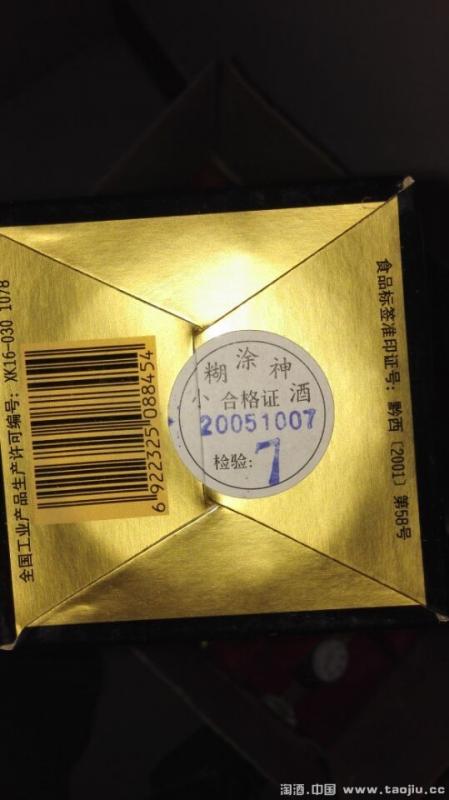 全国工业产品生产许可编号：XK16-030 1078
6922325088454
小糊涂神酒
合格证
20051007
检验：7
食品标签准印证号：黔西〔2001〕第58号
淘酒.中国 www.taojiu.cc